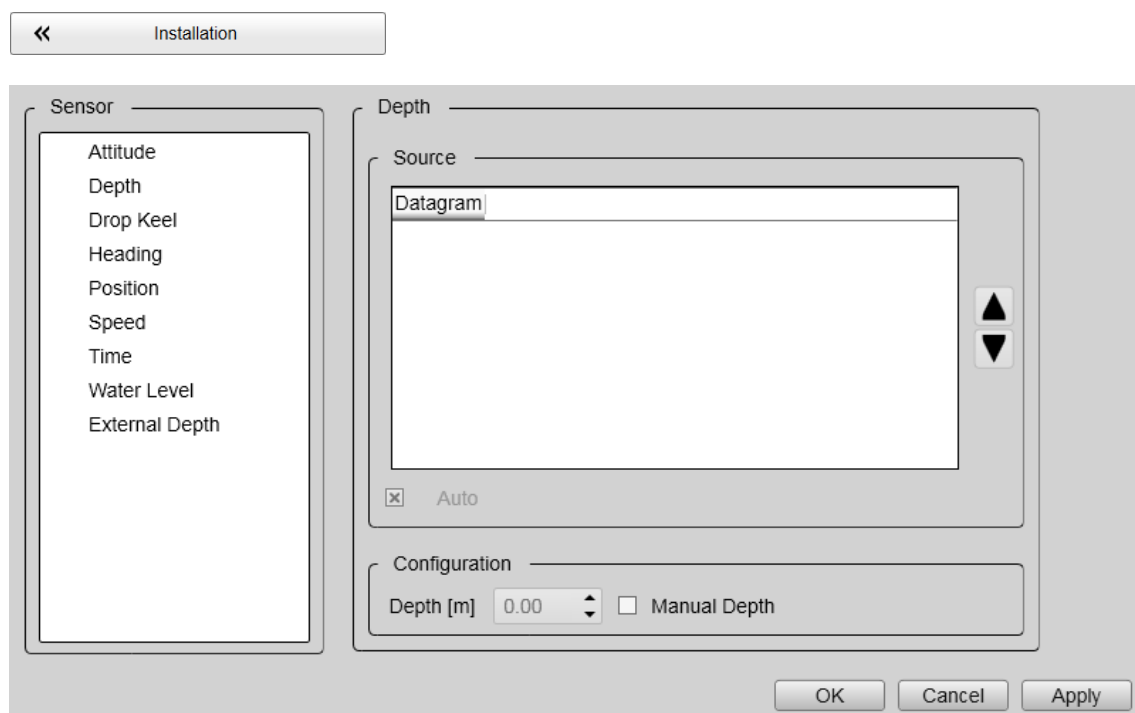 « Installation
Sensor
Attitude
Depth
Drop Keel
Heading
Position
Speed
Time
Water Level
External Depth
Depth
Source
Datagram
Auto
Configuration
Depth [m] 0.00 Manual Depth
OK Cancel Apply